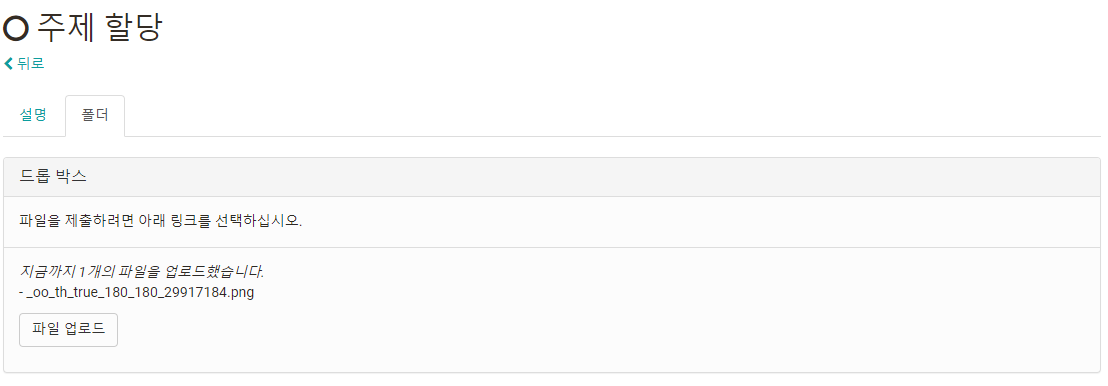 주제 할당
뒤로
설명
폴더
드롭 박스
파일을 제출하려면 아래 링크를 선택하십시오.
지금까지 1개의 파일을 업로드했습니다.
- _oo_th_true_180_180_29917184.png
파일 업로드